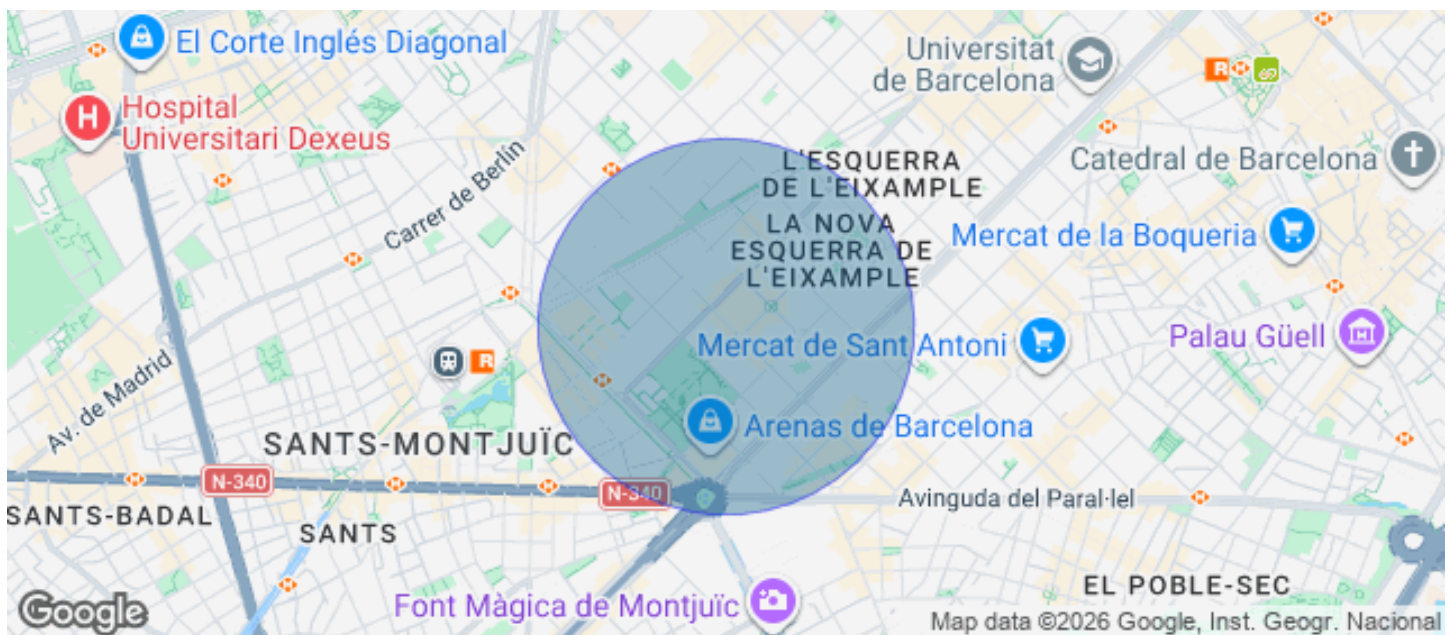 El Corte Inglés Diagonal
Universitat
de Barcelona
R
H
Hospital
Universitari Dexeus
Catedral de Barcelona
L'ESQUERRA
DE L'EIXAMPLE
Carrer de Berlín
LA NOVA
ESQUERRA DE
L'EIXAMPLE
Mercat de la Boqueria
Mercat de Sant Antoni
Palau Güell
R
Av. de Madrid
Arenas de Barcelona
SANTS-MONTJUÏC
N-340
N-340
Avinguda del Paral·lel
SANTS-BADAL
SANTS
EL POBLE-SEC
Font Màgica de Montjuïc
Google
Map data ©2026 Google, Inst. Geogr. Nacional